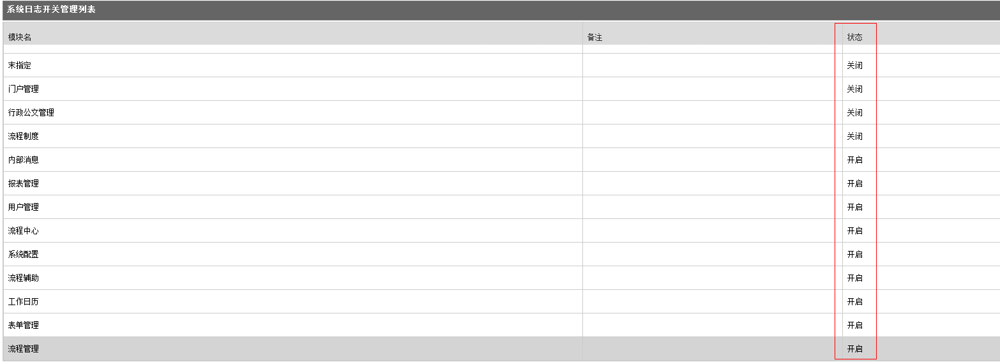 系统日志开关管理列表
模块名 备注 状态
末指定 关闭
门户管理 关闭
行政公文管理 关闭
流程制度 关闭
内部消息 开启
报表管理 开启
用户管理 开启
流程中心 开启
系统配置 开启
流程辅助 开启
工作日历 开启
表单管理 开启
流程管理 开启